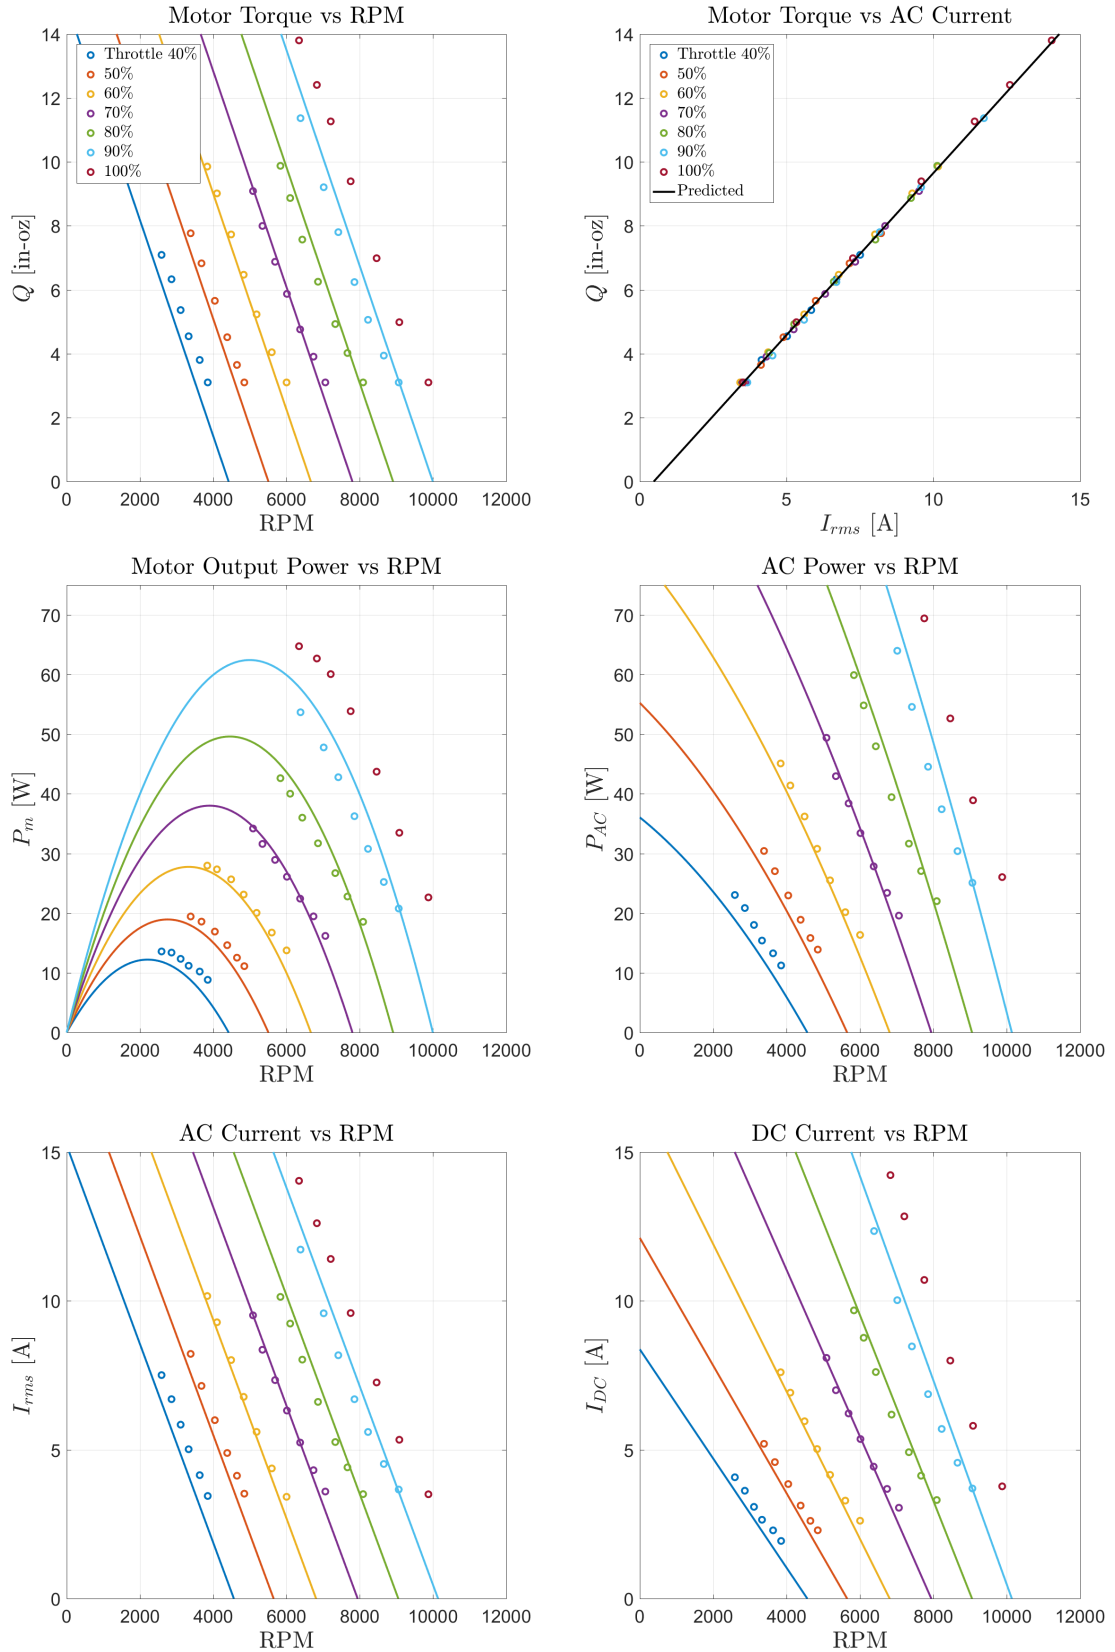 Motor Torque vs RPM
14
12
10
8
6
4
2
0
Q [in-oz]
Throttle 40%
50%
60%
70%
80%
90%
100%
0 2000 4000 6000 8000 10000 12000
RPM
Motor Torque vs AC Current
14
12
10
8
6
4
2
0
Q [in-oz]
Throttle 40%
50%
60%
70%
80%
90%
100%
Predicted
0 5 10 15
I_rms [A]
Motor Output Power vs RPM
70
60
50
40
30
20
10
0
P_m [W]
0 2000 4000 6000 8000 10000 12000
RPM
AC Power vs RPM
70
60
50
40
30
20
10
0
P_AC [W]
0 2000 4000 6000 8000 10000 12000
RPM
AC Current vs RPM
15
10
5
0
I_rms [A]
0 2000 4000 6000 8000 10000 12000
RPM
DC Current vs RPM
15
10
5
0
I_DC [A]
0 2000 4000 6000 8000 10000 12000
RPM